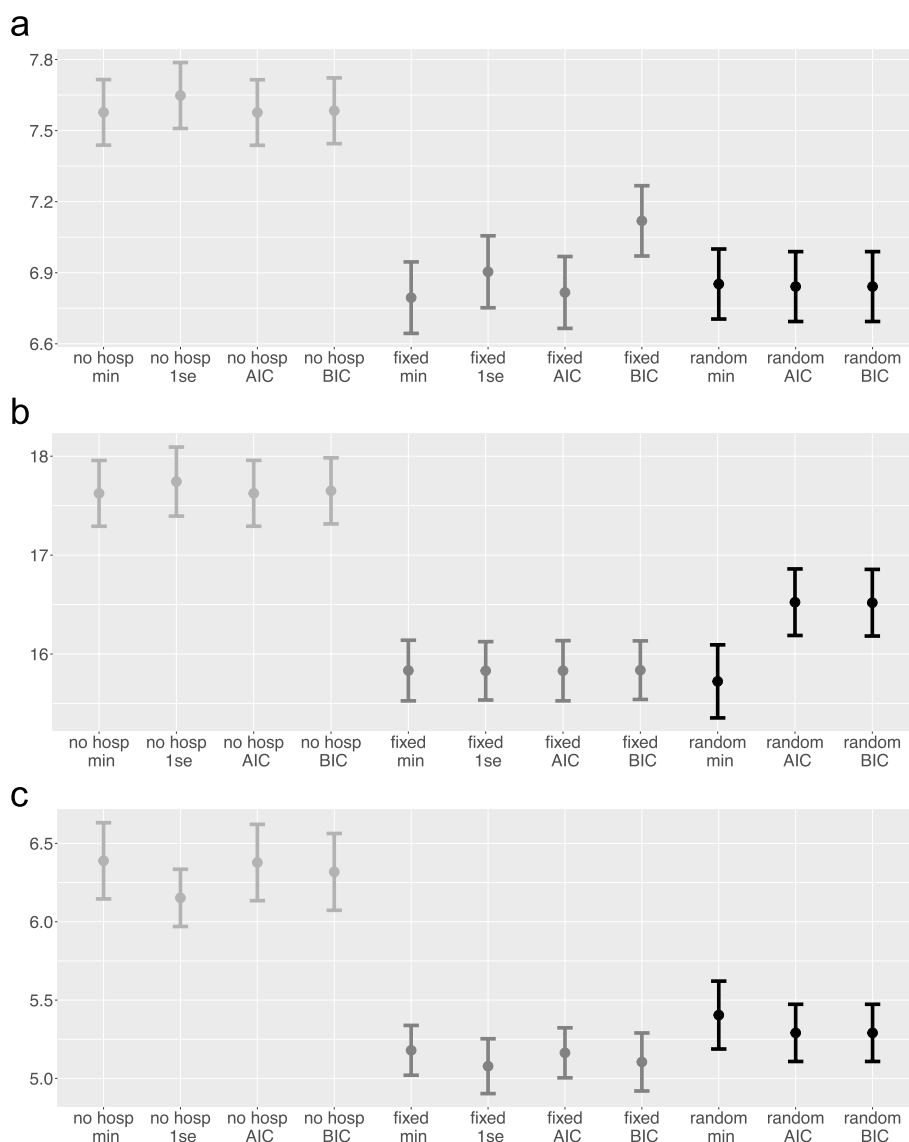 a
7.8
7.5
7.2
6.9
6.6
no hosp no hosp no hosp no hosp fixed fixed fixed fixed random random random
min 1se AIC BIC min 1se AIC BIC min AIC BIC
b
18
17
16
no hosp no hosp no hosp no hosp fixed fixed fixed fixed random random random
min 1se AIC BIC min 1se AIC BIC min AIC BIC
c
6.5
6.0
5.5
5.0
no hosp no hosp no hosp no hosp fixed fixed fixed fixed random random random
min 1se AIC BIC min 1se AIC BIC min AIC BIC